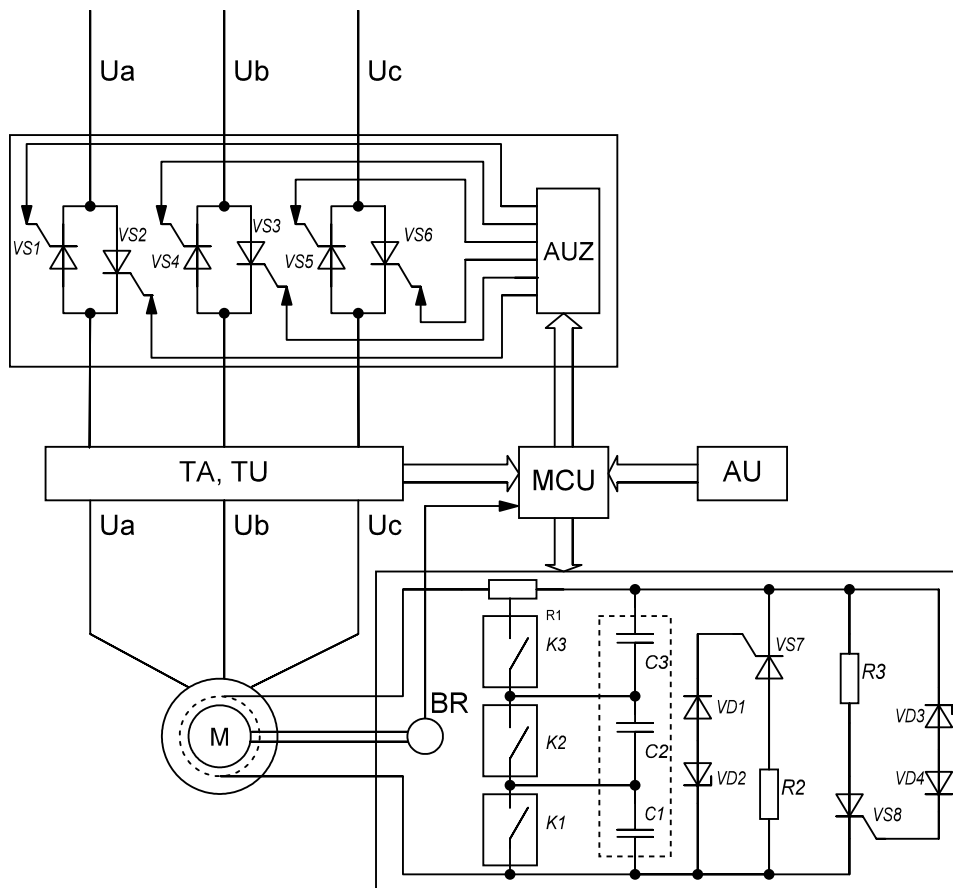 Ua Ub Uc
VS1 VS2 VS4 VS3 VS5 VS6 AUZ
TA, TU MCU AU
Ua Ub Uc
R1
K3 C3 VS7 R3
BR
M K2 C2 VD1 VD3
VD2 R2 VD4
K1 C1 VS8